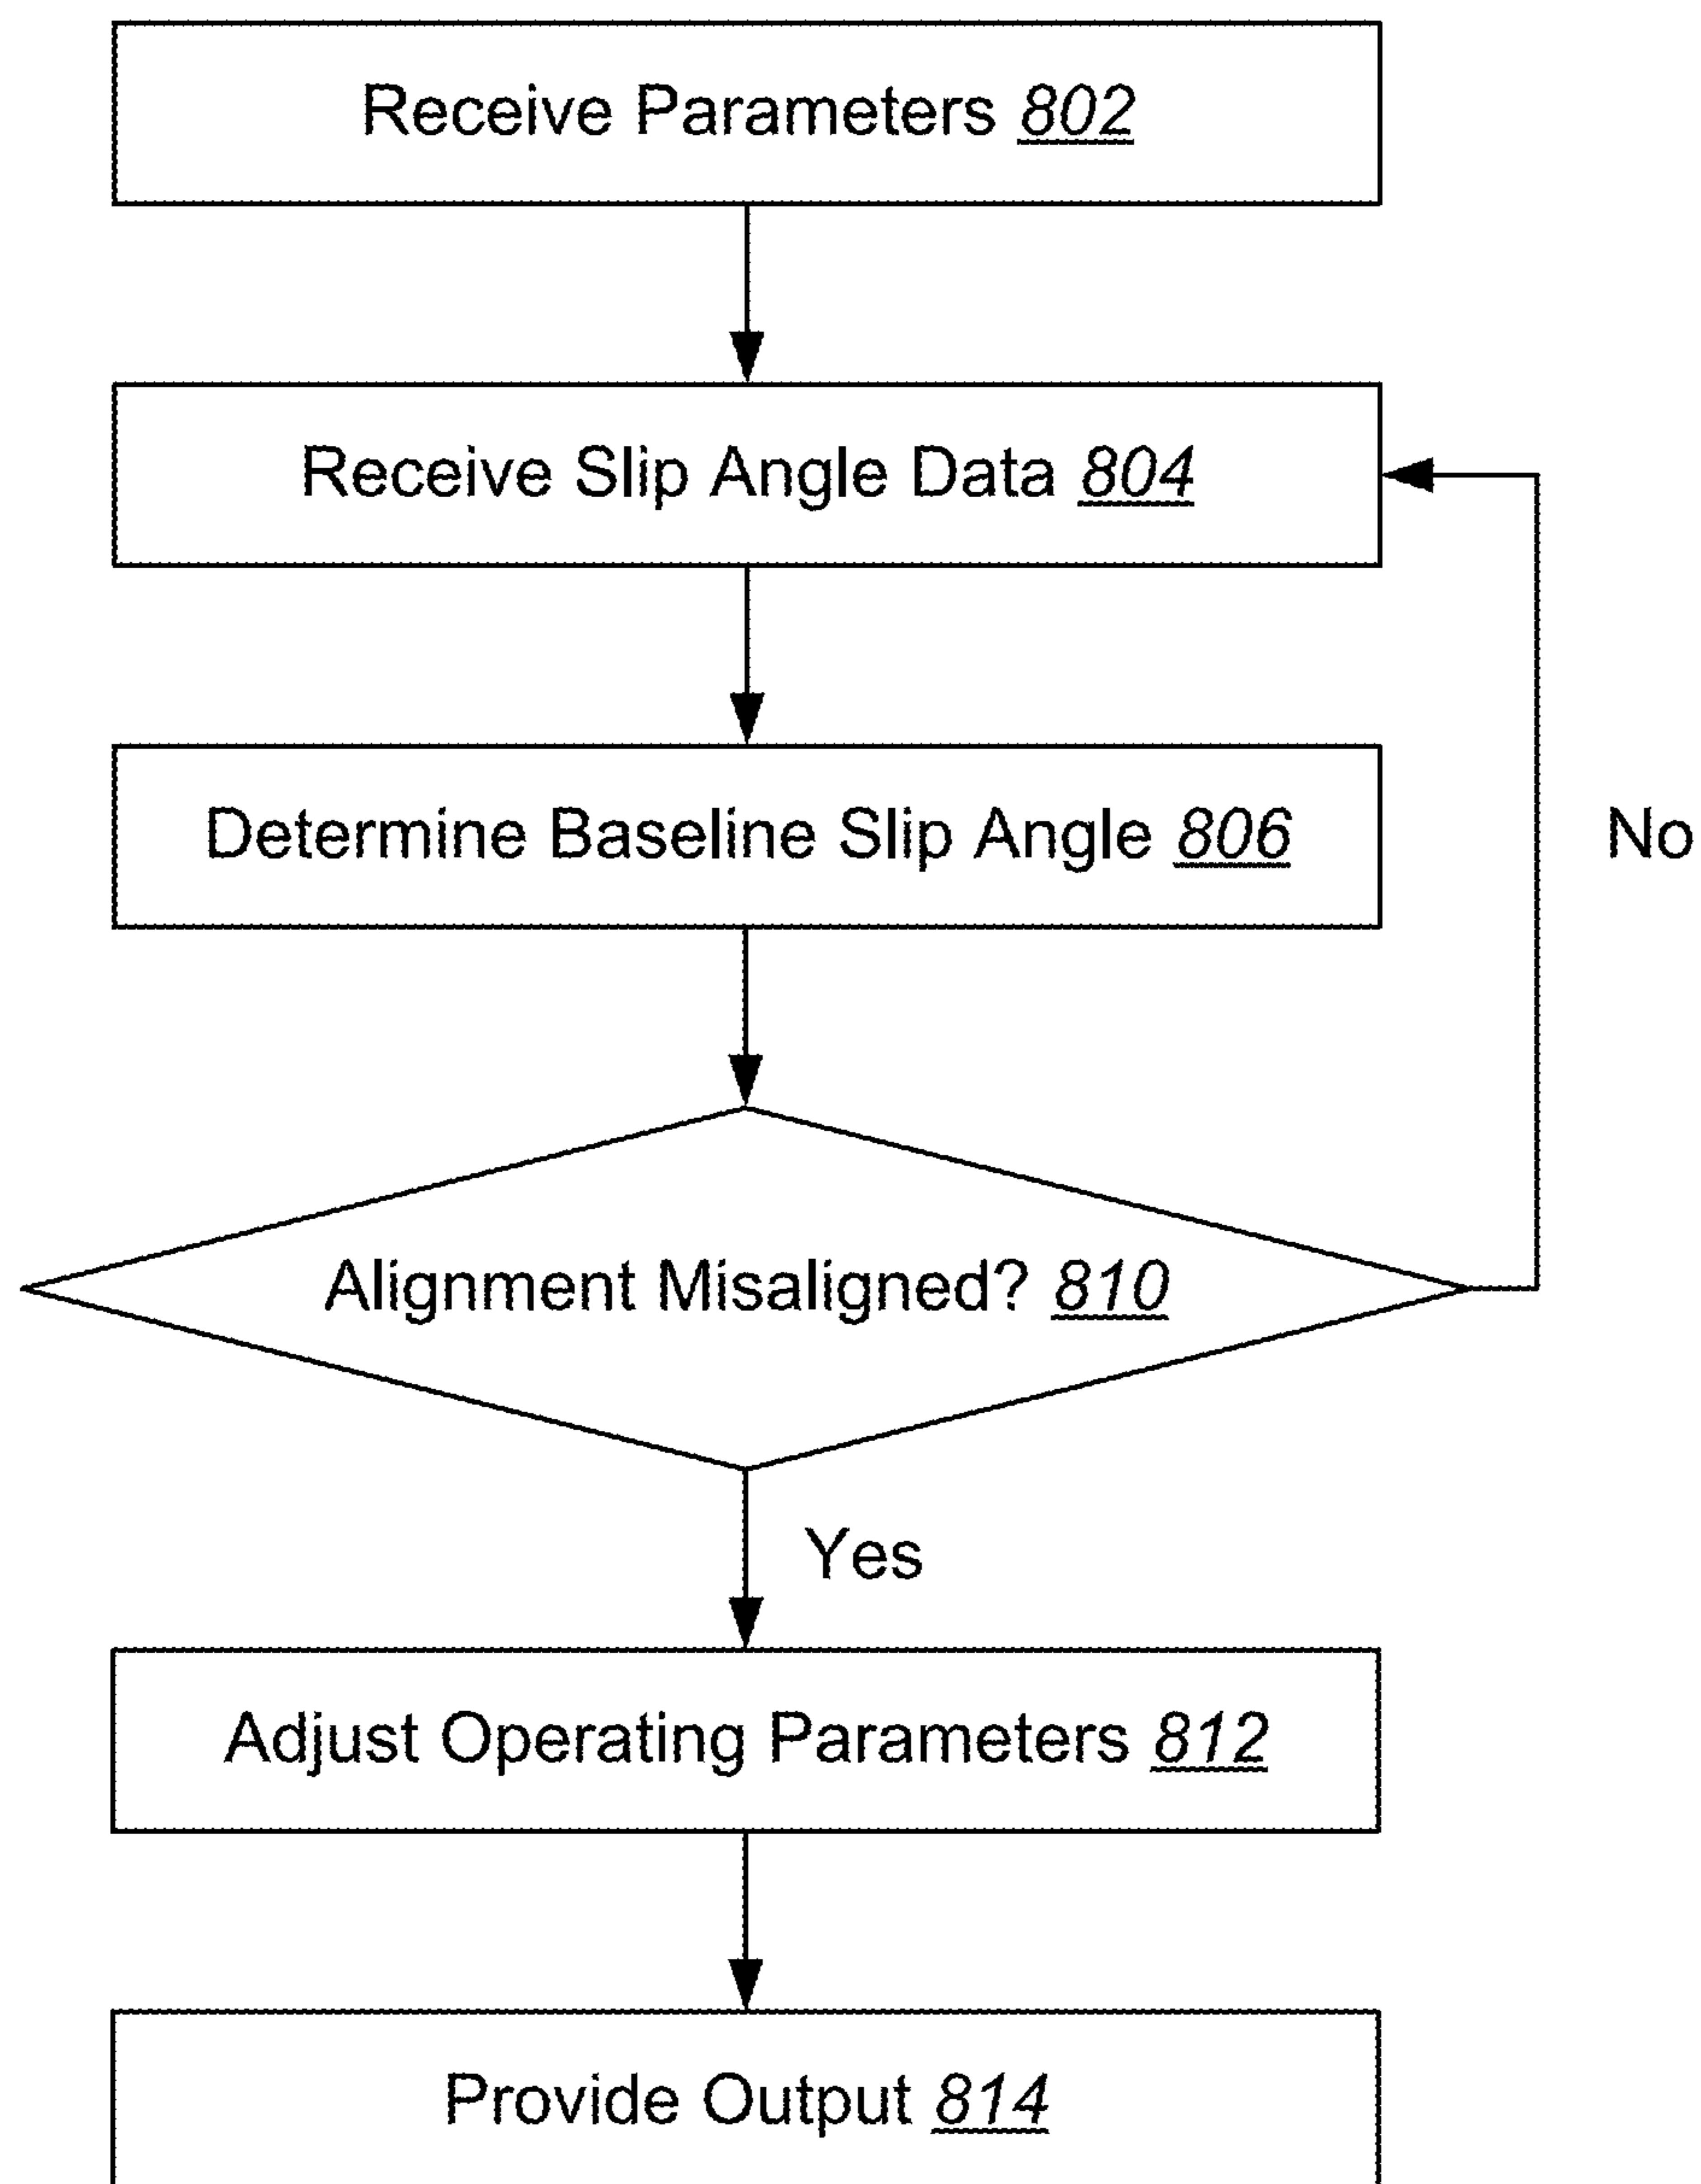 Receive Parameters 802
Receive Slip Angle Data 804
Determine Baseline Slip Angle 806
No
Alignment Misaligned? 810
Yes
Adjust Operating Parameters 812
Provide Output 814